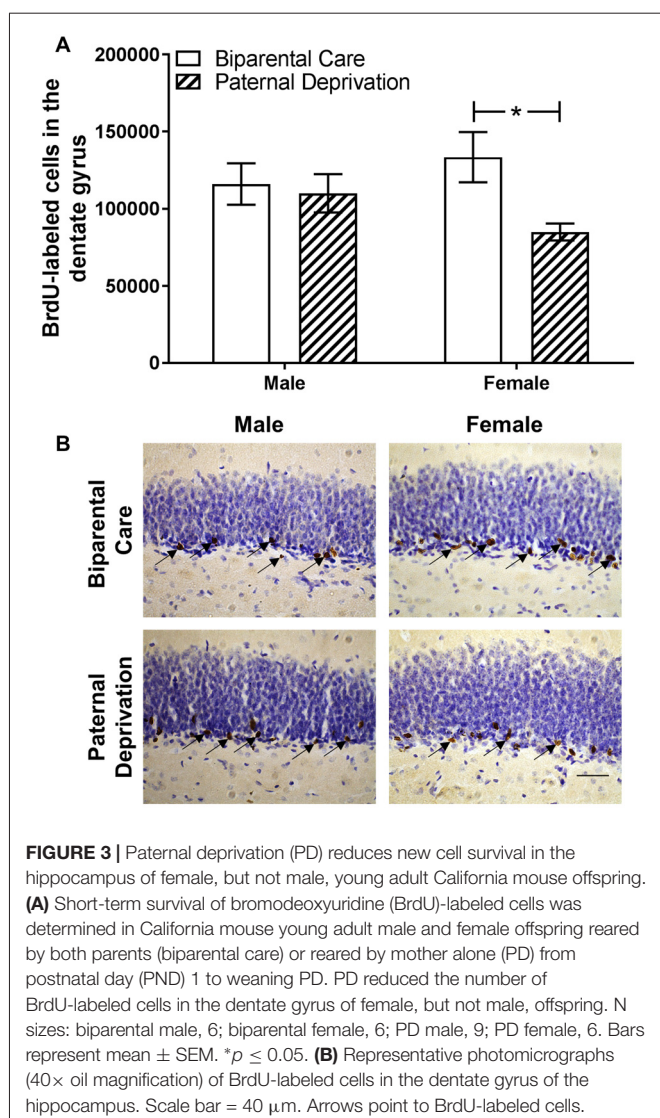 A
200000
150000
100000
50000
0
BrdU-labeled cells in the
dentate gyrus
Biparental Care
Paternal Deprivation
*
Male
Female
B
Male
Female
Biparental
Care
Paternal
Deprivation
FIGURE 3 | Paternal deprivation (PD) reduces new cell survival in the
hippocampus of female, but not male, young adult California mouse offspring.
(A) Short-term survival of bromodeoxyuridine (BrdU)-labeled cells was
determined in California mouse young adult male and female offspring reared
by both parents (biparental care) or reared by mother alone (PD) from
postnatal day (PND) 1 to weaning PD. PD reduced the number of
BrdU-labeled cells in the dentate gyrus of female, but not male, offspring. N
sizes: biparental male, 6; biparental female, 6; PD male, 9; PD female, 6. Bars
represent mean ± SEM. *p ≤ 0.05. (B) Representative photomicrographs
(40× oil magnification) of BrdU-labeled cells in the dentate gyrus of the
hippocampus. Scale bar = 40 μm. Arrows point to BrdU-labeled cells.